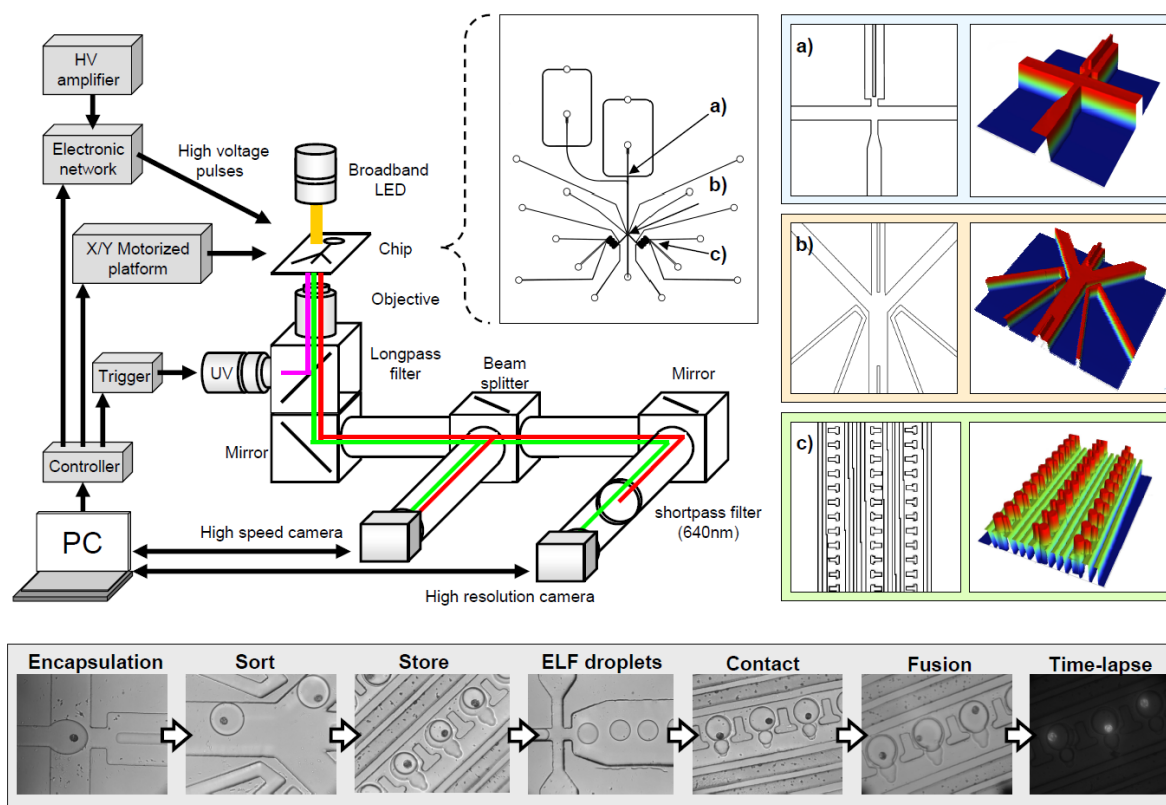 HV
amplifier
Electronic
network
High voltage
pulses
Broadband
LED
X/Y Motorized
platform
Chip
Objective
Trigger
UV
Longpass
filter
Beam
splitter
Mirror
Mirror
Controller
PC
shortpass filter
(640nm)
High speed camera
High resolution camera
a)
b)
c)
a)
b)
c)
Encapsulation
Sort
Store
ELF droplets
Contact
Fusion
Time-lapse